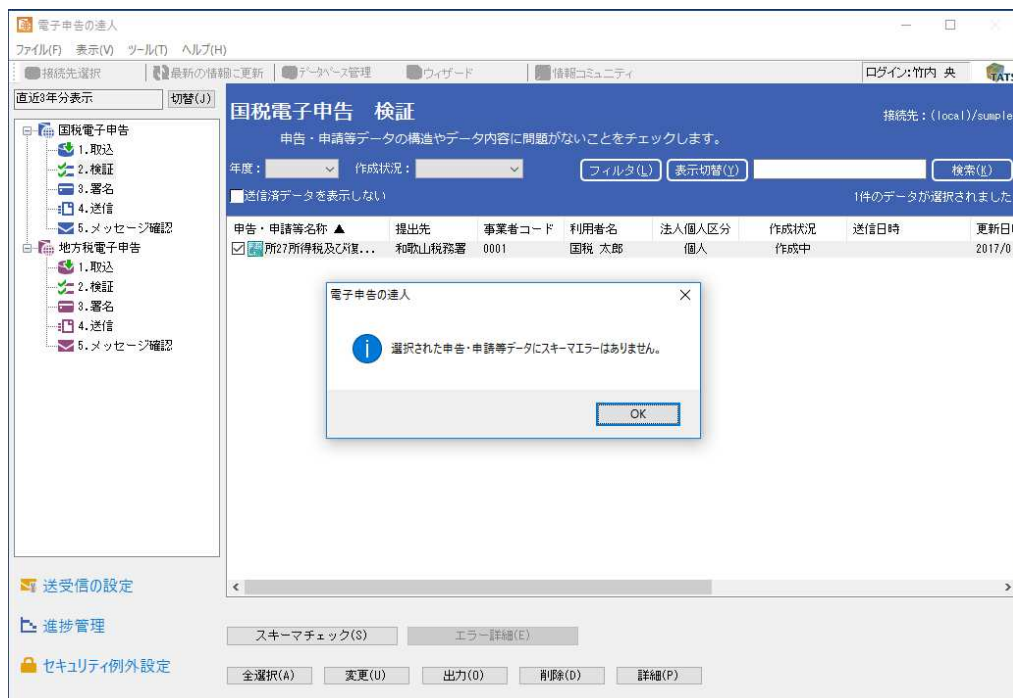 電子申告の達人
ファイル(F) 表示(V) ツール(T) ヘルプ(H)
接続先選択 最新の情報に更新 データベース管理 ウィザード 情報コミュニティ ログイン:竹内 央 TATS
直近3年分表示 切替(J)
国税電子申告
1.取込
2.検証
3.署名
4.送信
5.メッセージ確認
地方税電子申告
1.取込
2.検証
3.署名
4.送信
5.メッセージ確認
送受信の設定
進捗管理
セキュリティ例外設定
国税電子申告 検証
接続先:(local)/sumple
申告・申請等データの構造やデータ内容に問題がないことをチェックします。
年度: 作成状況: フィルタ(L) 表示切替(Y) 検索(K)
送信済データを表示しない 1件のデータが選択されました
申告・申請等名称 ▲ 提出先 事業者コード 利用者名 法人個人区分 作成状況 送信日時 更新日
所27所得税及び復... 和歌山税務署 0001 国税 太郎 個人 作成中 2017/0
電子申告の達人
選択された申告・申請等データにスキーマエラーはありません。
OK
スキーマチェック(S) エラー詳細(E)
全選択(A) 変更(U) 出力(O) 削除(D) 詳細(P)